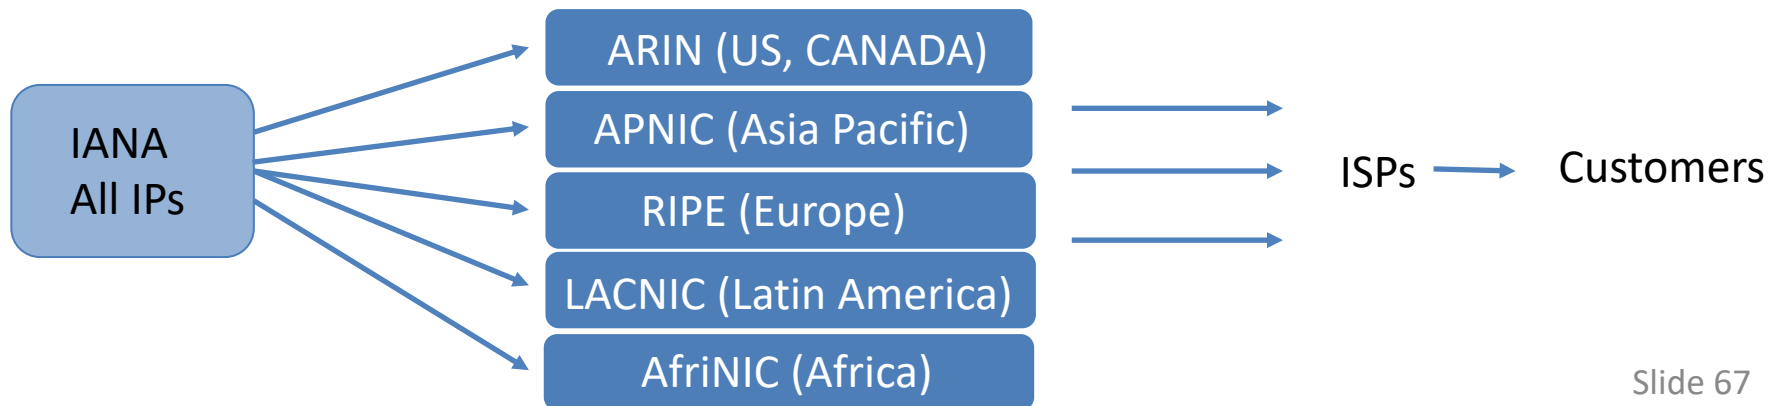 IANA
All IPs
ARIN (US, CANADA)
APNIC (Asia Pacific)
RIPE (Europe)
LACNIC (Latin America)
AfriNIC (Africa)
ISPs
Customers
Slide 67